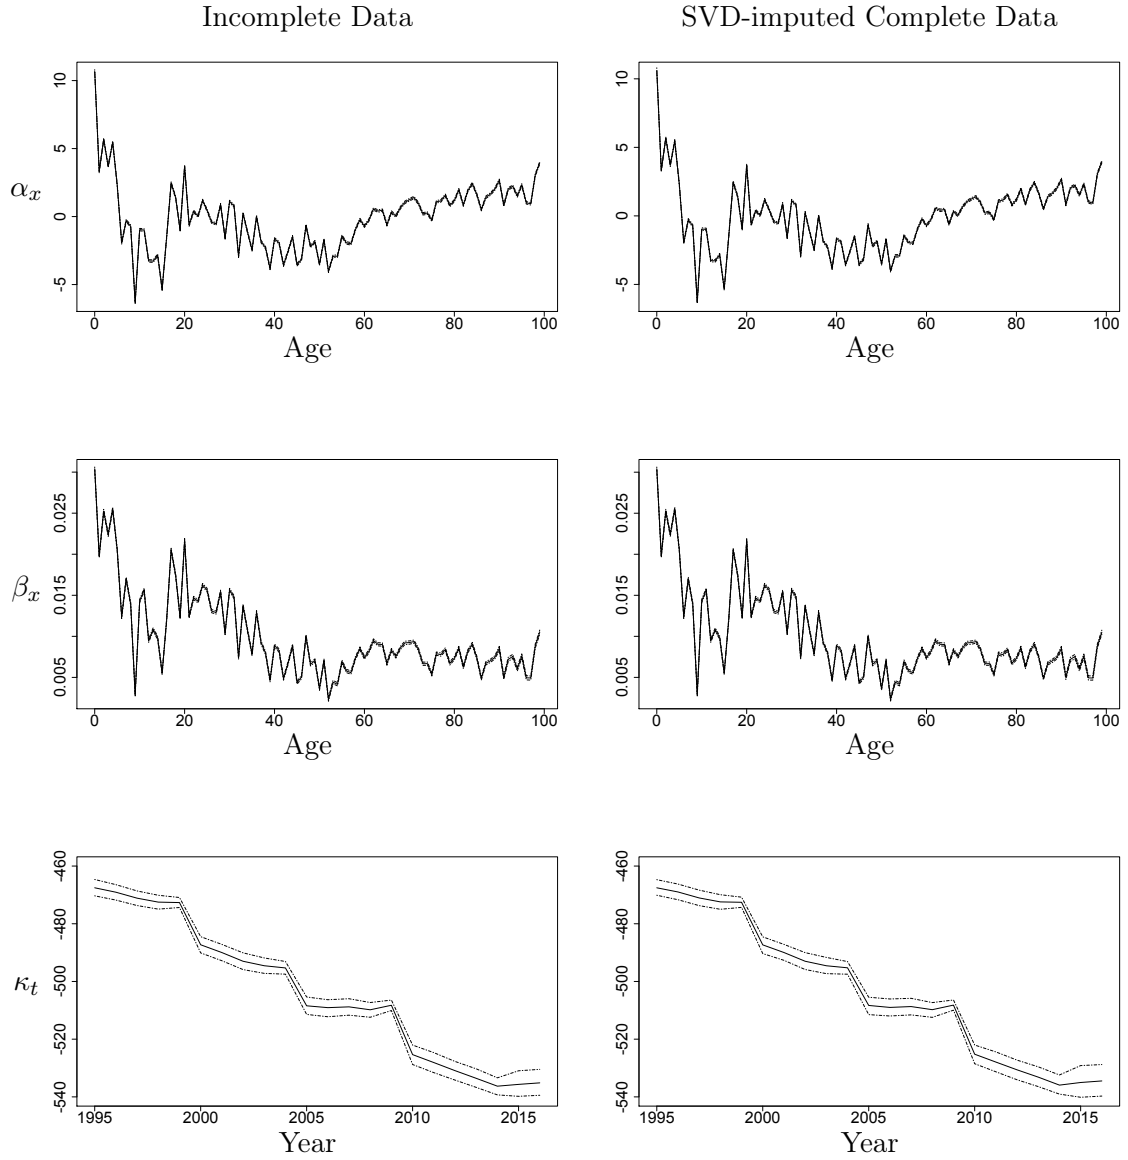 Incomplete Data
SVD-imputed Complete Data
α_x
10
5
0
-5
0 20 40 60 80 100
Age
10
5
0
-5
0 20 40 60 80 100
Age
β_x
0.025
0.015
0.005
0 20 40 60 80 100
Age
0.025
0.015
0.005
0 20 40 60 80 100
Age
κ_t
-460
-480
-500
-520
-540
1995 2000 2005 2010 2015
Year
-460
-480
-500
-520
-540
1995 2000 2005 2010 2015
Year